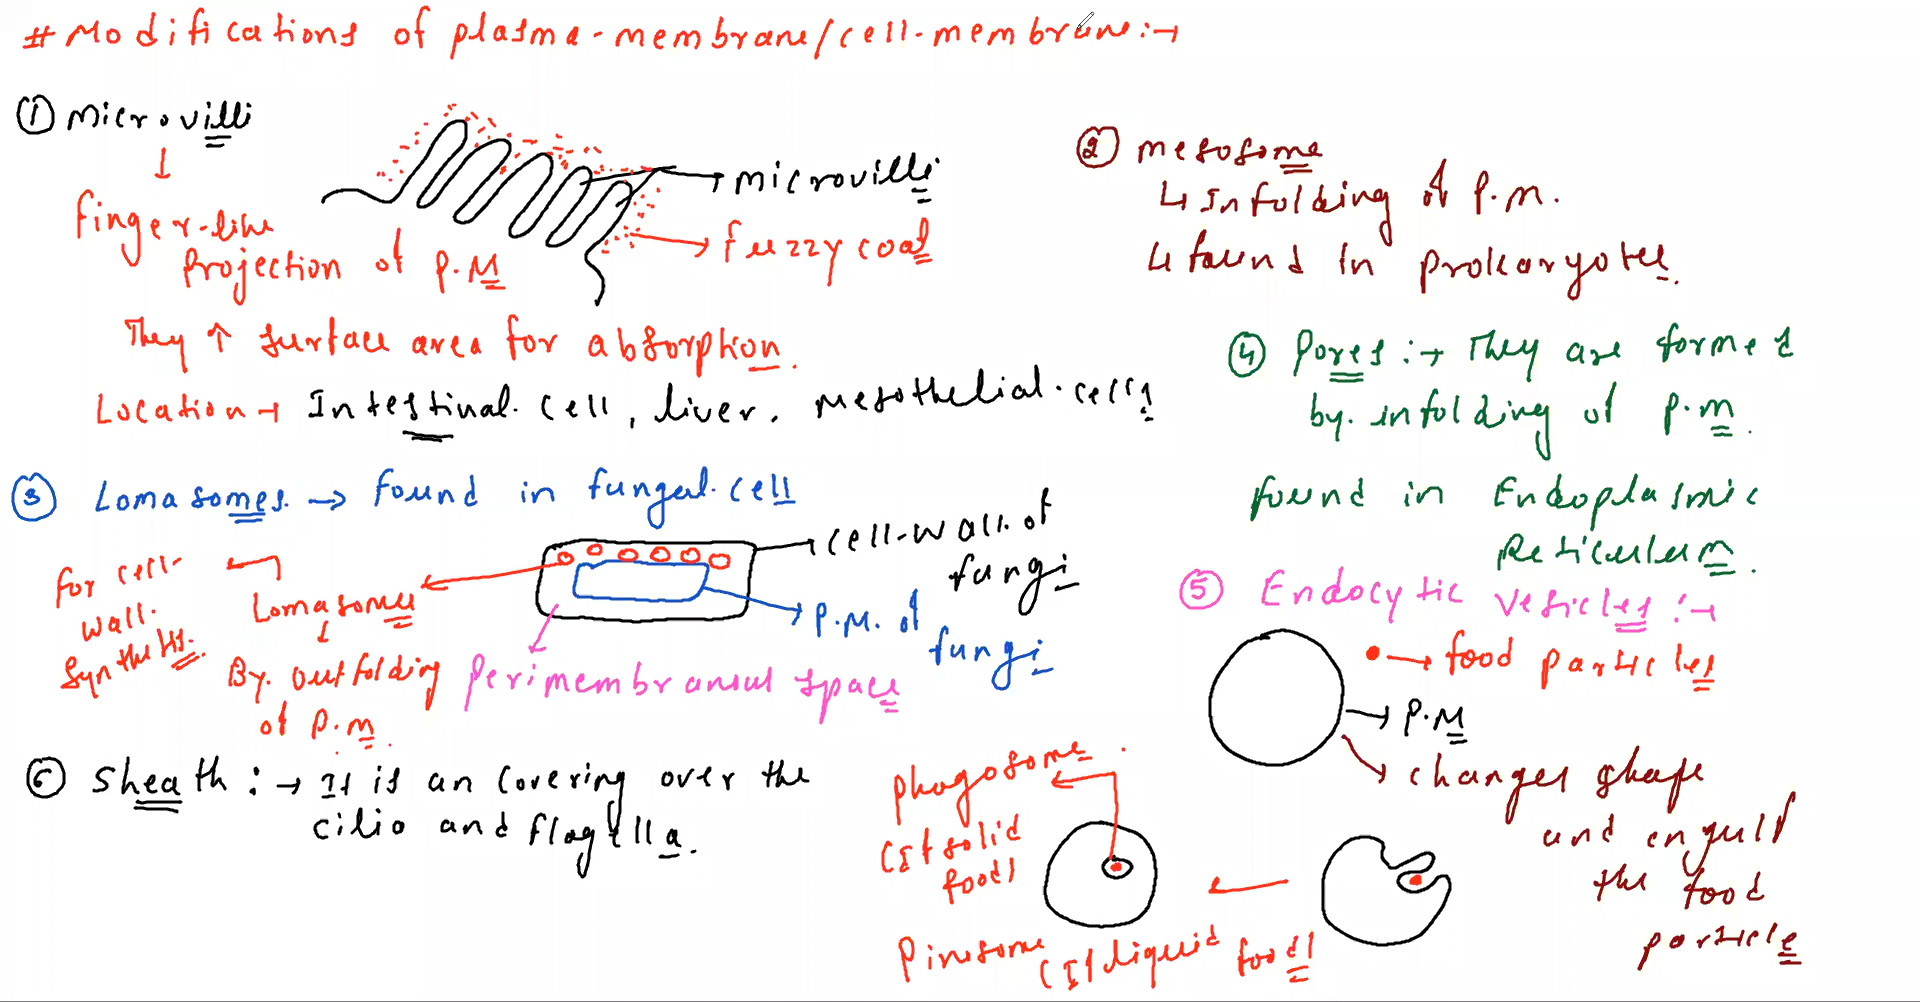 # Modifications of plasma-membrane/cell-membrane:→
① Microvilli
↓
finger-like
projection of P.M
→ microvilli
→ fuzzy coat
They ↑ surface area for absorption.
Location → Intestinal cell, liver, Mesothelial cells
② mesosome
↳ Infolding of P.M.
↳ found in prokaryotes.
③ Lomasomes. → found in fungal cell
→ cell-wall of
fungi
P.M. of
fungi
Perimembranal space
Lomasomes
↓
By outfolding
of P.M.
for cell-
wall
synthesis.
④ Pores :→ They are formed
by infolding of P.M.
found in Endoplasmic
Reticulum.
⑤ Endocytic vesicles :→
→ food particles
→ P.M
changes shape
and engulf
the food
particle
phagosome
(If solid
food)
Pinosome (If liquid food)
⑥ Sheath :→ It is an covering over the
cilia and flagella.